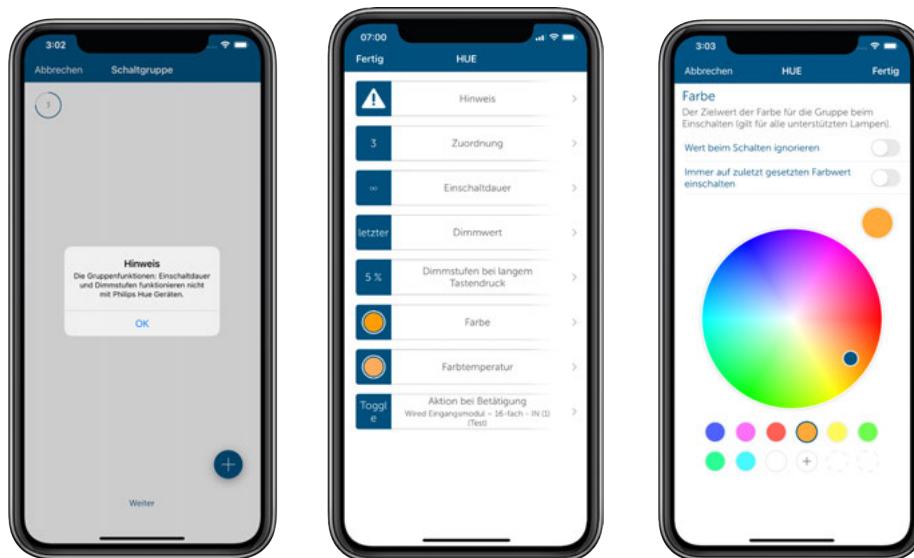 3:02
Abbrechen Schaltgruppe
3
Hinweis
Die Gruppenfunktionen: Einschaltdauer
und Dimmstufen funktionieren nicht
mit Philips Hue Geräten.
OK
+
Weiter
07:00
Fertig HUE
Hinweis
3 Zuordnung
∞ Einschaltdauer
letzter Dimmwert
5 % Dimmstufen bei langem
Tastendruck
Farbe
Farbtemperatur
Toggl
e
Aktion bei Betätigung
Wired Eingangsmodul – 16-fach - IN (1)
(Test)
3:03
Abbrechen HUE Fertig
Farbe
Der Zielwert der Farbe für die Gruppe beim
Einschalten (gilt für alle unterstützten Lampen).
Wert beim Schalten ignorieren
Immer auf zuletzt gesetzten Farbwert
einschalten
+